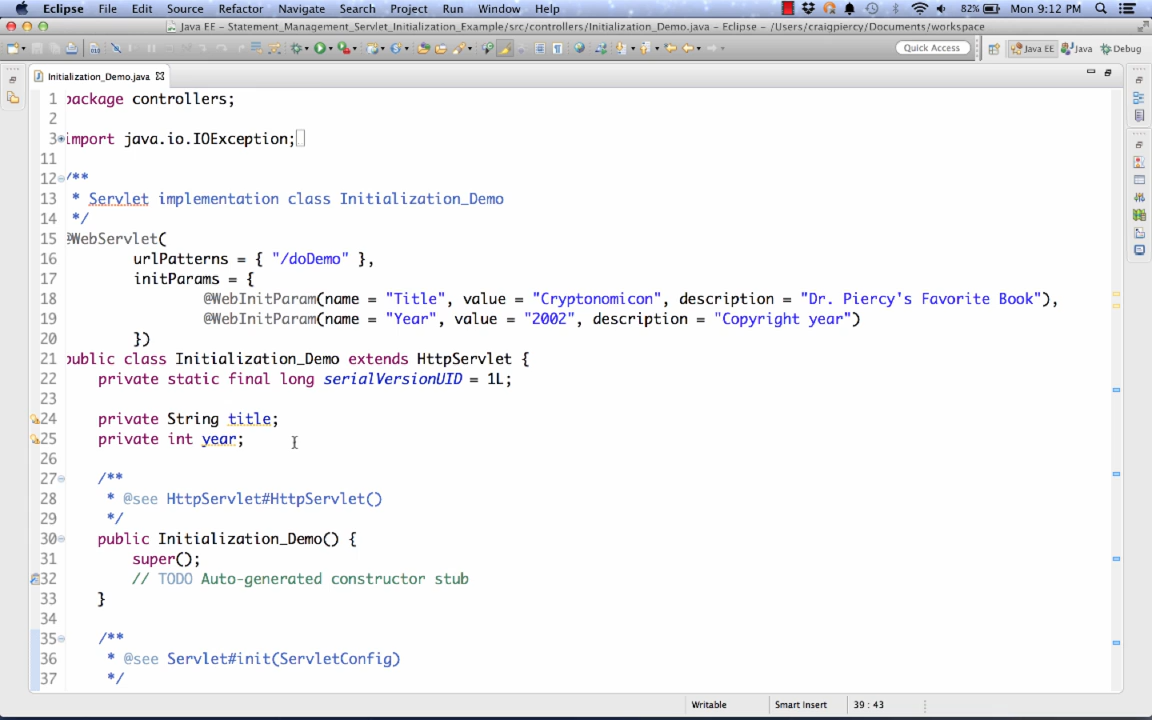 Eclipse File Edit Source Refactor Navigate Search Project Run Window Help 82% Mon 9:12 PM
Java EE - Statement_Management_Servlet_Initialization_Example/src/controllers/Initialization_Demo.java - Eclipse - /Users/craigpiercy/Documents/workspace
Quick Access Java EE Java Debug
Initialization_Demo.java
1 package controllers;
2
3 import java.io.IOException;
11
12 /**
13 * Servlet implementation class Initialization_Demo
14 */
15 @WebServlet(
16 urlPatterns = { "/doDemo" },
17 initParams = {
18 @WebInitParam(name = "Title", value = "Cryptonomicon", description = "Dr. Piercy's Favorite Book"),
19 @WebInitParam(name = "Year", value = "2002", description = "Copyright year")
20 })
21 public class Initialization_Demo extends HttpServlet {
22 private static final long serialVersionUID = 1L;
23
24 private String title;
25 private int year;
26
27 /**
28 * @see HttpServlet#HttpServlet()
29 */
30 public Initialization_Demo() {
31 super();
32 // TODO Auto-generated constructor stub
33 }
34
35 /**
36 * @see Servlet#init(ServletConfig)
37 */
Writable Smart Insert 39 : 43